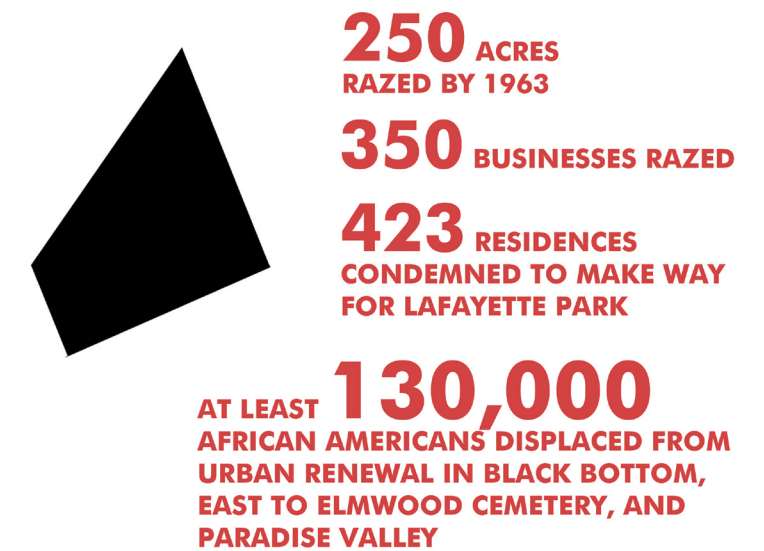 250 ACRES
RAZED BY 1963
350 BUSINESSES RAZED
423 RESIDENCES
CONDEMNED TO MAKE WAY
FOR LAFAYETTE PARK
AT LEAST 130,000
AFRICAN AMERICANS DISPLACED FROM
URBAN RENEWAL IN BLACK BOTTOM,
EAST TO ELMWOOD CEMETERY, AND
PARADISE VALLEY